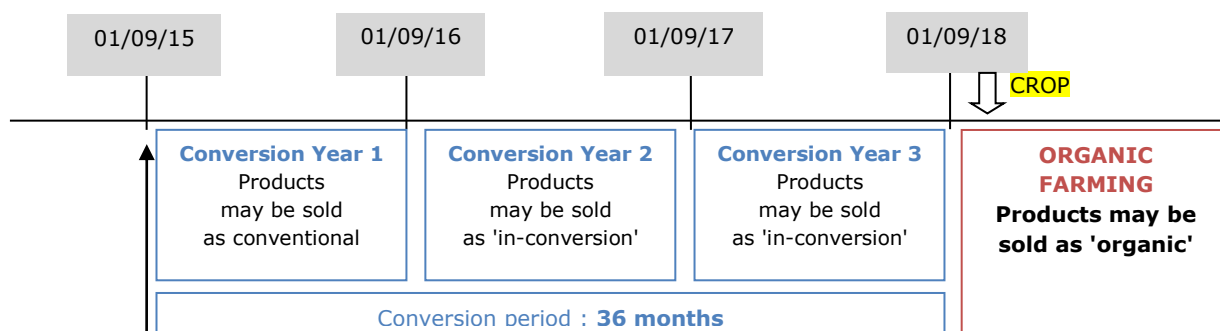 01/09/15
01/09/16
01/09/17
01/09/18
CROP
Conversion Year 1
Products
may be sold
as conventional
Conversion Year 2
Products
may be sold
as 'in-conversion'
Conversion Year 3
Products
may be sold
as 'in-conversion'
ORGANIC
FARMING
Products may be
sold as 'organic'
Conversion period : 36 months